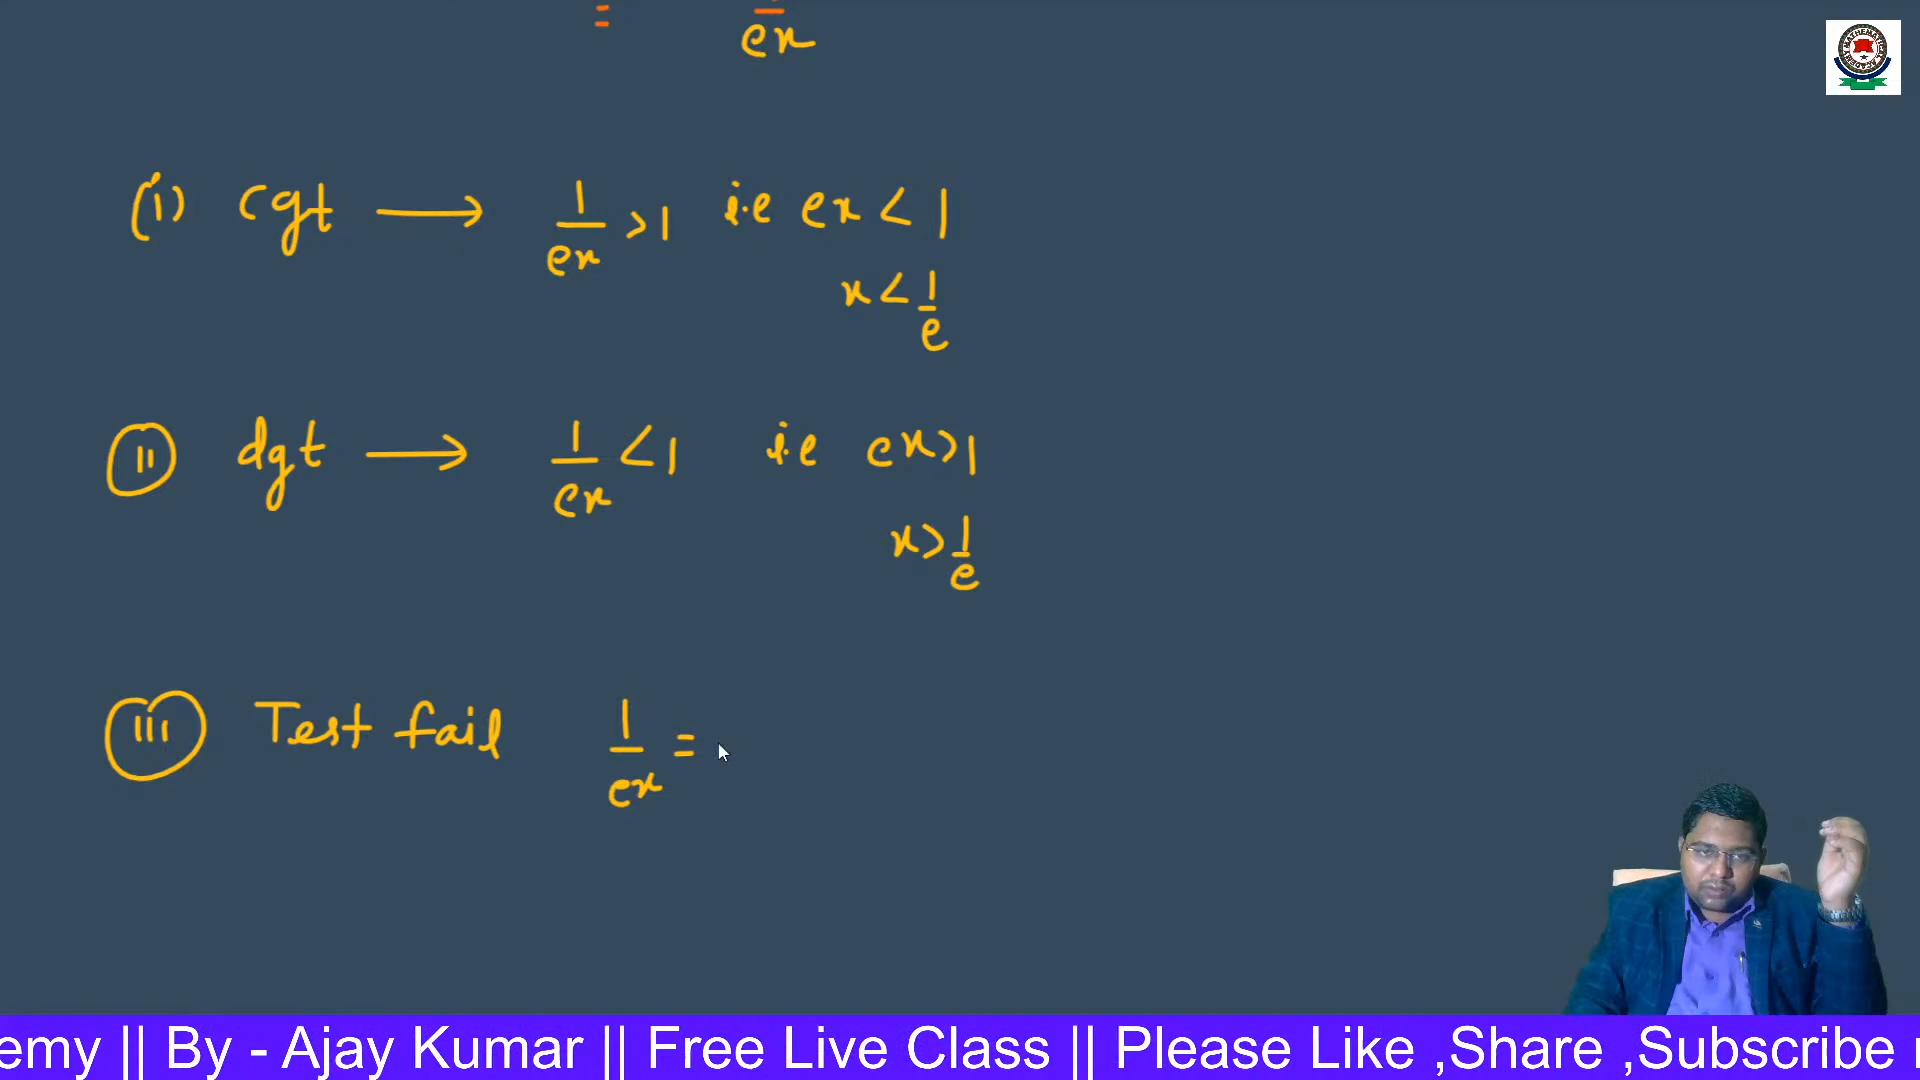 = 1/ex
(i) cgt → 1/ex > 1 i.e ex < 1
x < 1/e
(ii) dgt → 1/ex < 1 i.e ex > 1
x > 1/e
(iii) Test fail 1/ex =
emy || By - Ajay Kumar || Free Live Class || Please Like ,Share ,Subscribe